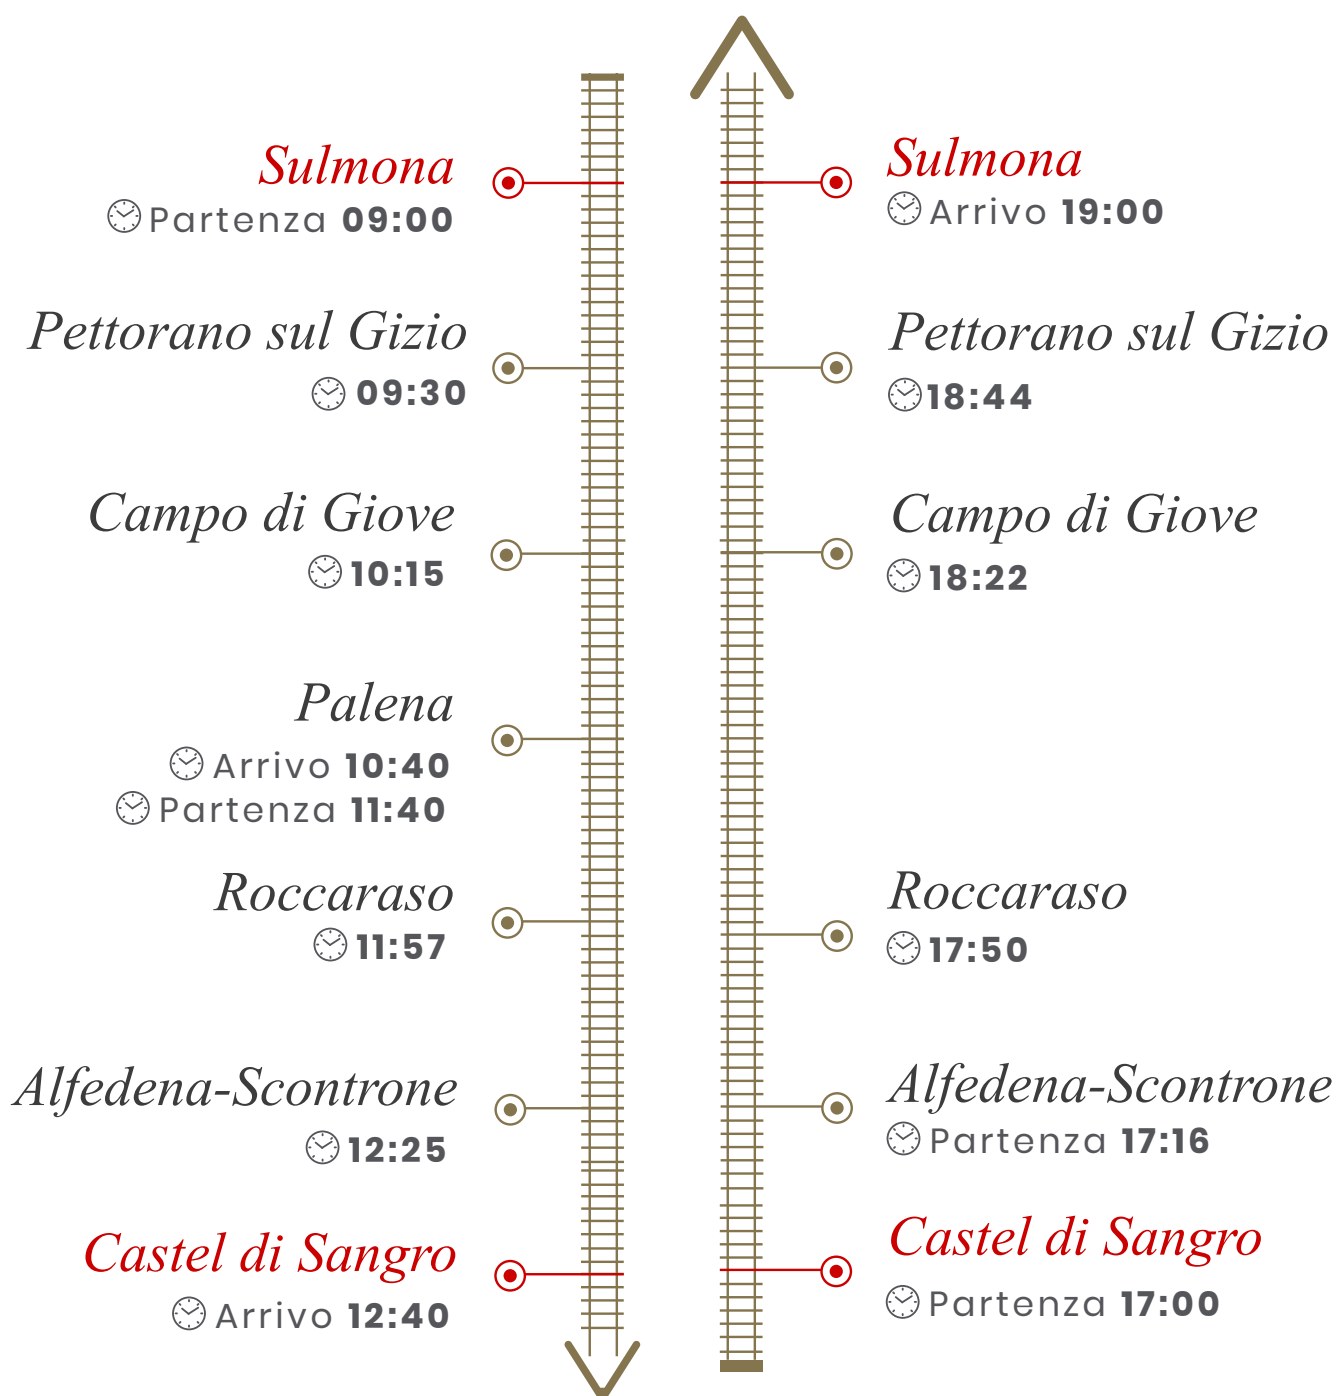 Sulmona
Partenza 09:00
Pettorano sul Gizio
09:30
Campo di Giove
10:15
Palena
Arrivo 10:40
Partenza 11:40
Roccaraso
11:57
Alfedena-Scontrone
12:25
Castel di Sangro
Arrivo 12:40
Sulmona
Arrivo 19:00
Pettorano sul Gizio
18:44
Campo di Giove
18:22
Roccaraso
17:50
Alfedena-Scontrone
Partenza 17:16
Castel di Sangro
Partenza 17:00